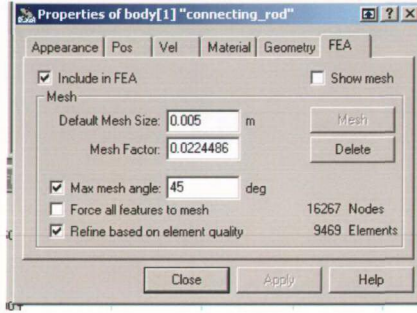 Properties of body[1] "connecting_rod"
Appearance Pos Vel Material Geometry FEA
Include in FEA Show mesh
Mesh
Default Mesh Size: 0.005 m Mesh
Mesh Factor: 0.0224486 Delete
Max mesh angle: 45 deg
Force all features to mesh 16267 Nodes
Refine based on element quality 9469 Elements
Close Apply Help